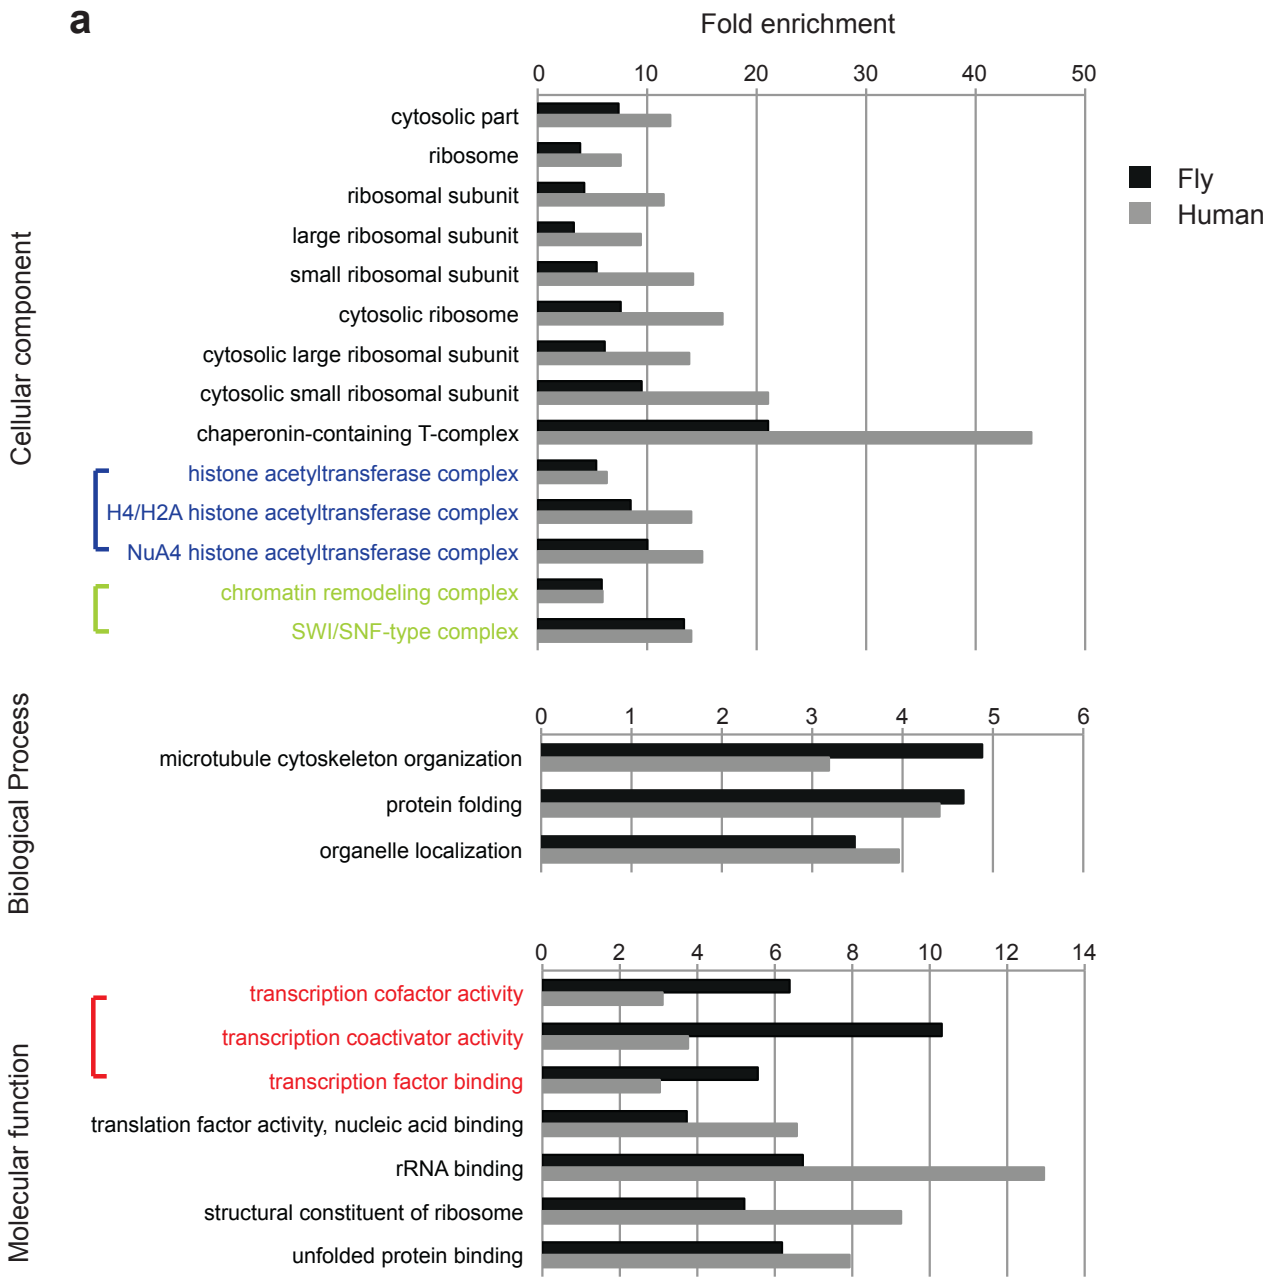 a
Fold enrichment
0 10 20 30 40 50
Cellular component
cytosolic part
ribosome
ribosomal subunit
large ribosomal subunit
small ribosomal subunit
cytosolic ribosome
cytosolic large ribosomal subunit
cytosolic small ribosomal subunit
chaperonin-containing T-complex
histone acetyltransferase complex
H4/H2A histone acetyltransferase complex
NuA4 histone acetyltransferase complex
chromatin remodeling complex
SWI/SNF-type complex
Fly
Human
0 1 2 3 4 5 6
Biological Process
microtubule cytoskeleton organization
protein folding
organelle localization
0 2 4 6 8 10 12 14
Molecular function
transcription cofactor activity
transcription coactivator activity
transcription factor binding
translation factor activity, nucleic acid binding
rRNA binding
structural constituent of ribosome
unfolded protein binding